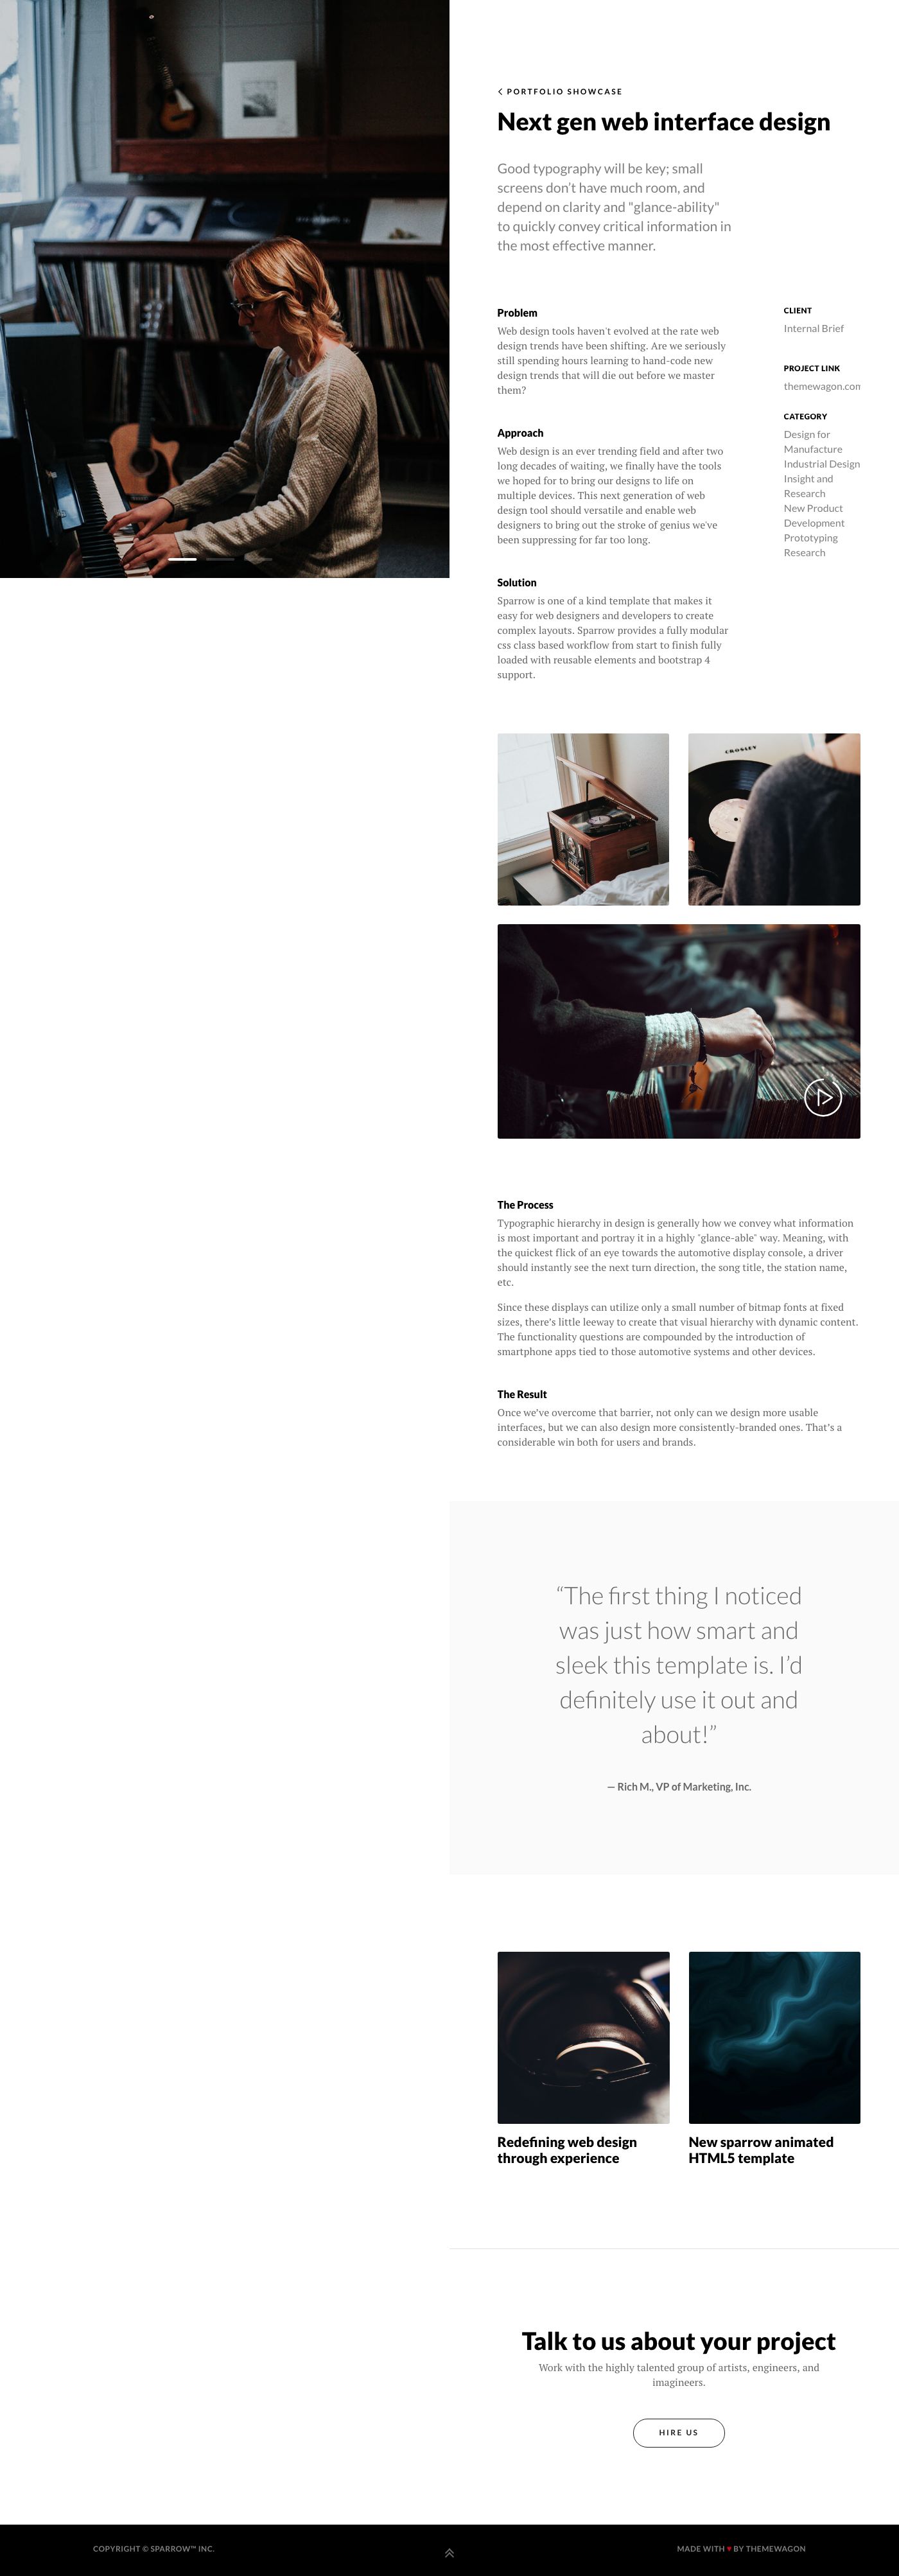 PORTFOLIO SHOWCASE
Next gen web interface design
Good typography will be key; small
screens don’t have much room, and
depend on clarity and "glance-ability"
to quickly convey critical information in
the most effective manner.
Problem
Web design tools haven't evolved at the rate web
design trends have been shifting. Are we seriously
still spending hours learning to hand-code new
design trends that will die out before we master
them?
Approach
Web design is an ever trending field and after two
long decades of waiting, we finally have the tools
we hoped for to bring our designs to life on
multiple devices. This next generation of web
design tool should versatile and enable web
designers to bring out the stroke of genius we've
been suppressing for far too long.
Solution
Sparrow is one of a kind template that makes it
easy for web designers and developers to create
complex layouts. Sparrow provides a fully modular
css class based workflow from start to finish fully
loaded with reusable elements and bootstrap 4
support.
CLIENT
Internal Brief
PROJECT LINK
themewagon.com
CATEGORY
Design for
Manufacture
Industrial Design
Insight and
Research
New Product
Development
Prototyping
Research
CROSLEY
The Process
Typographic hierarchy in design is generally how we convey what information
is most important and portray it in a highly "glance-able" way. Meaning, with
the quickest flick of an eye towards the automotive display console, a driver
should instantly see the next turn direction, the song title, the station name,
etc.
Since these displays can utilize only a small number of bitmap fonts at fixed
sizes, there’s little leeway to create that visual hierarchy with dynamic content.
The functionality questions are compounded by the introduction of
smartphone apps tied to those automotive systems and other devices.
The Result
Once we’ve overcome that barrier, not only can we design more usable
interfaces, but we can also design more consistently-branded ones. That’s a
considerable win both for users and brands.
“The first thing I noticed
was just how smart and
sleek this template is. I’d
definitely use it out and
about!”
— Rich M., VP of Marketing, Inc.
Redefining web design
through experience
New sparrow animated
HTML5 template
Talk to us about your project
Work with the highly talented group of artists, engineers, and
imagineers.
HIRE US
COPYRIGHT © SPARROW™ INC.
MADE WITH ♥ BY THEMEWAGON